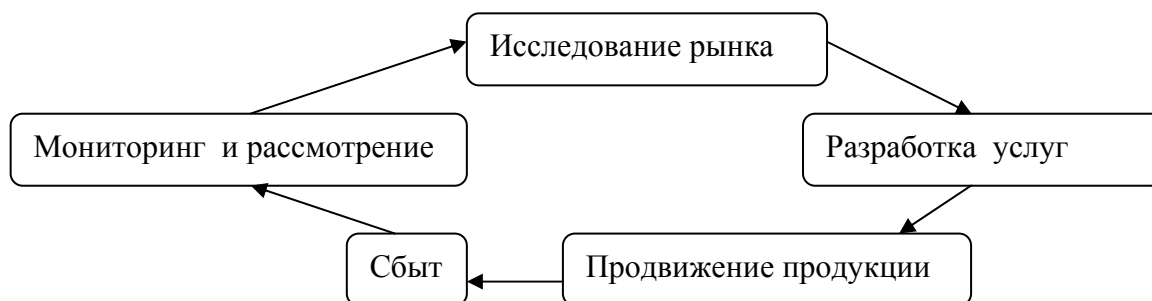 Исследование рынка
Мониторинг и рассмотрение
Разработка услуг
Сбыт
Продвижение продукции